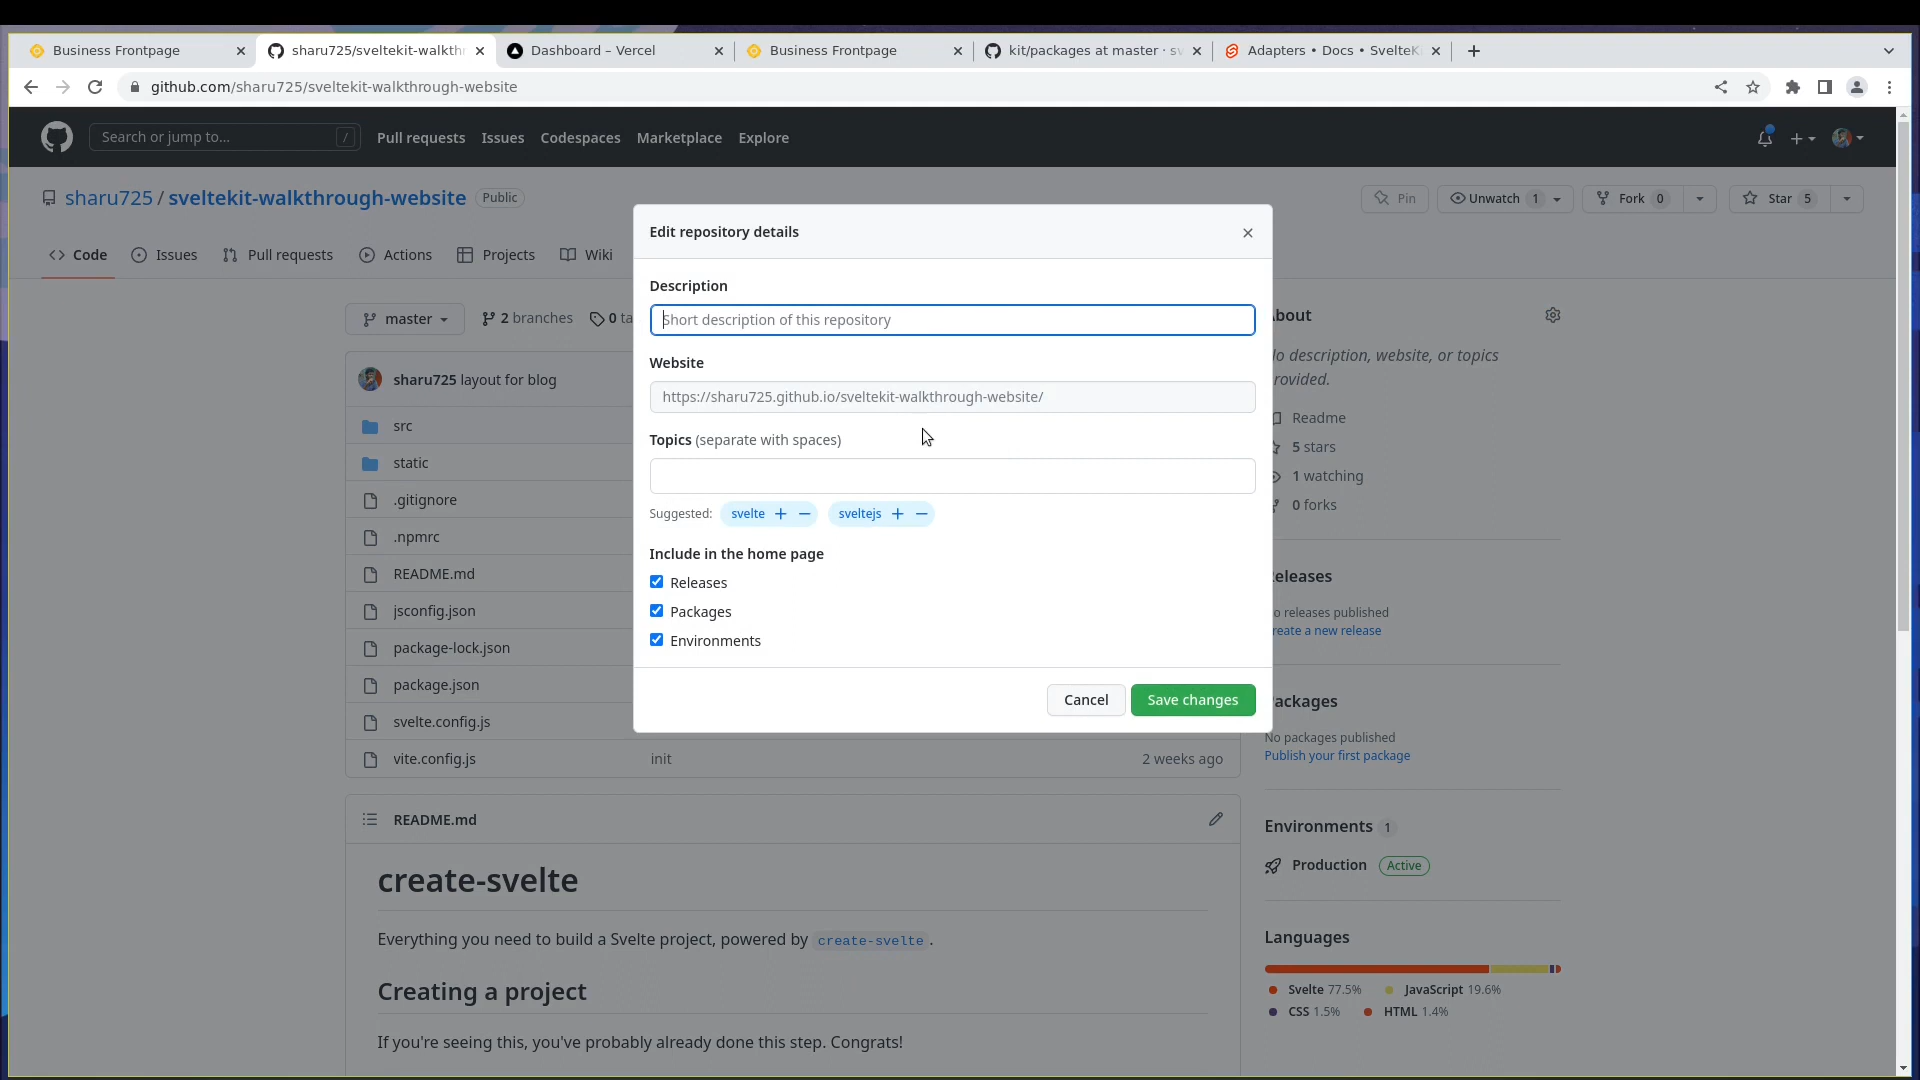 Business Frontpage
sharu725/sveltekit-walkthr
Dashboard – Vercel
Business Frontpage
kit/packages at master · sv
Adapters • Docs • SvelteK
github.com/sharu725/sveltekit-walkthrough-website
Search or jump to... /
Pull requests Issues Codespaces Marketplace Explore
sharu725 / sveltekit-walkthrough-website Public
Pin Unwatch 1 Fork 0 Star 5
Code Issues Pull requests Actions Projects Wiki
master 2 branches 0 ta
sharu725 layout for blog
src
static
.gitignore
.npmrc
README.md
jsconfig.json
package-lock.json
package.json
svelte.config.js
vite.config.js init 2 weeks ago
README.md
create-svelte
Everything you need to build a Svelte project, powered by create-svelte.
Creating a project
If you're seeing this, you've probably already done this step. Congrats!
Edit repository details
Description
Short description of this repository
Website
https://sharu725.github.io/sveltekit-walkthrough-website/
Topics (separate with spaces)
Suggested: svelte + − sveltejs + −
Include in the home page
Releases
Packages
Environments
Cancel Save changes
bout
o description, website, or topics
rovided.
Readme
5 stars
1 watching
0 forks
eleases
o releases published
reate a new release
ackages
No packages published
Publish your first package
Environments 1
Production Active
Languages
Svelte 77.5% JavaScript 19.6%
CSS 1.5% HTML 1.4%